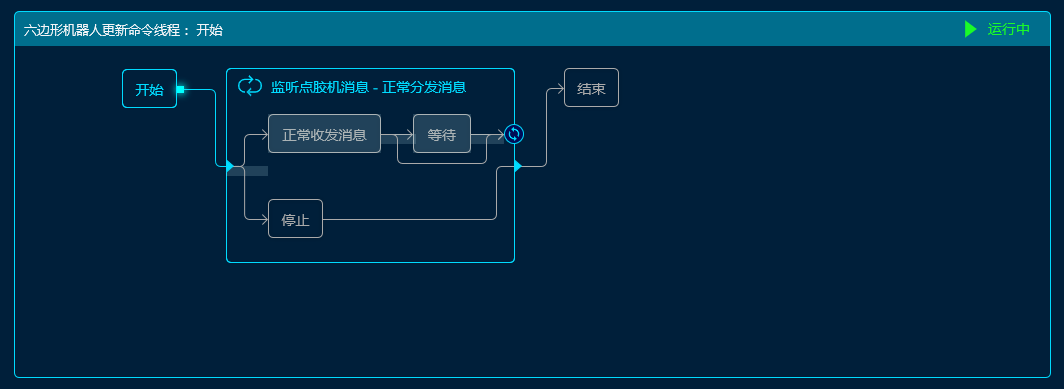 六边形机器人更新命令线程： 开始
运行中
开始
监听点胶机消息 - 正常分发消息
结束
正常收发消息
等待
停止